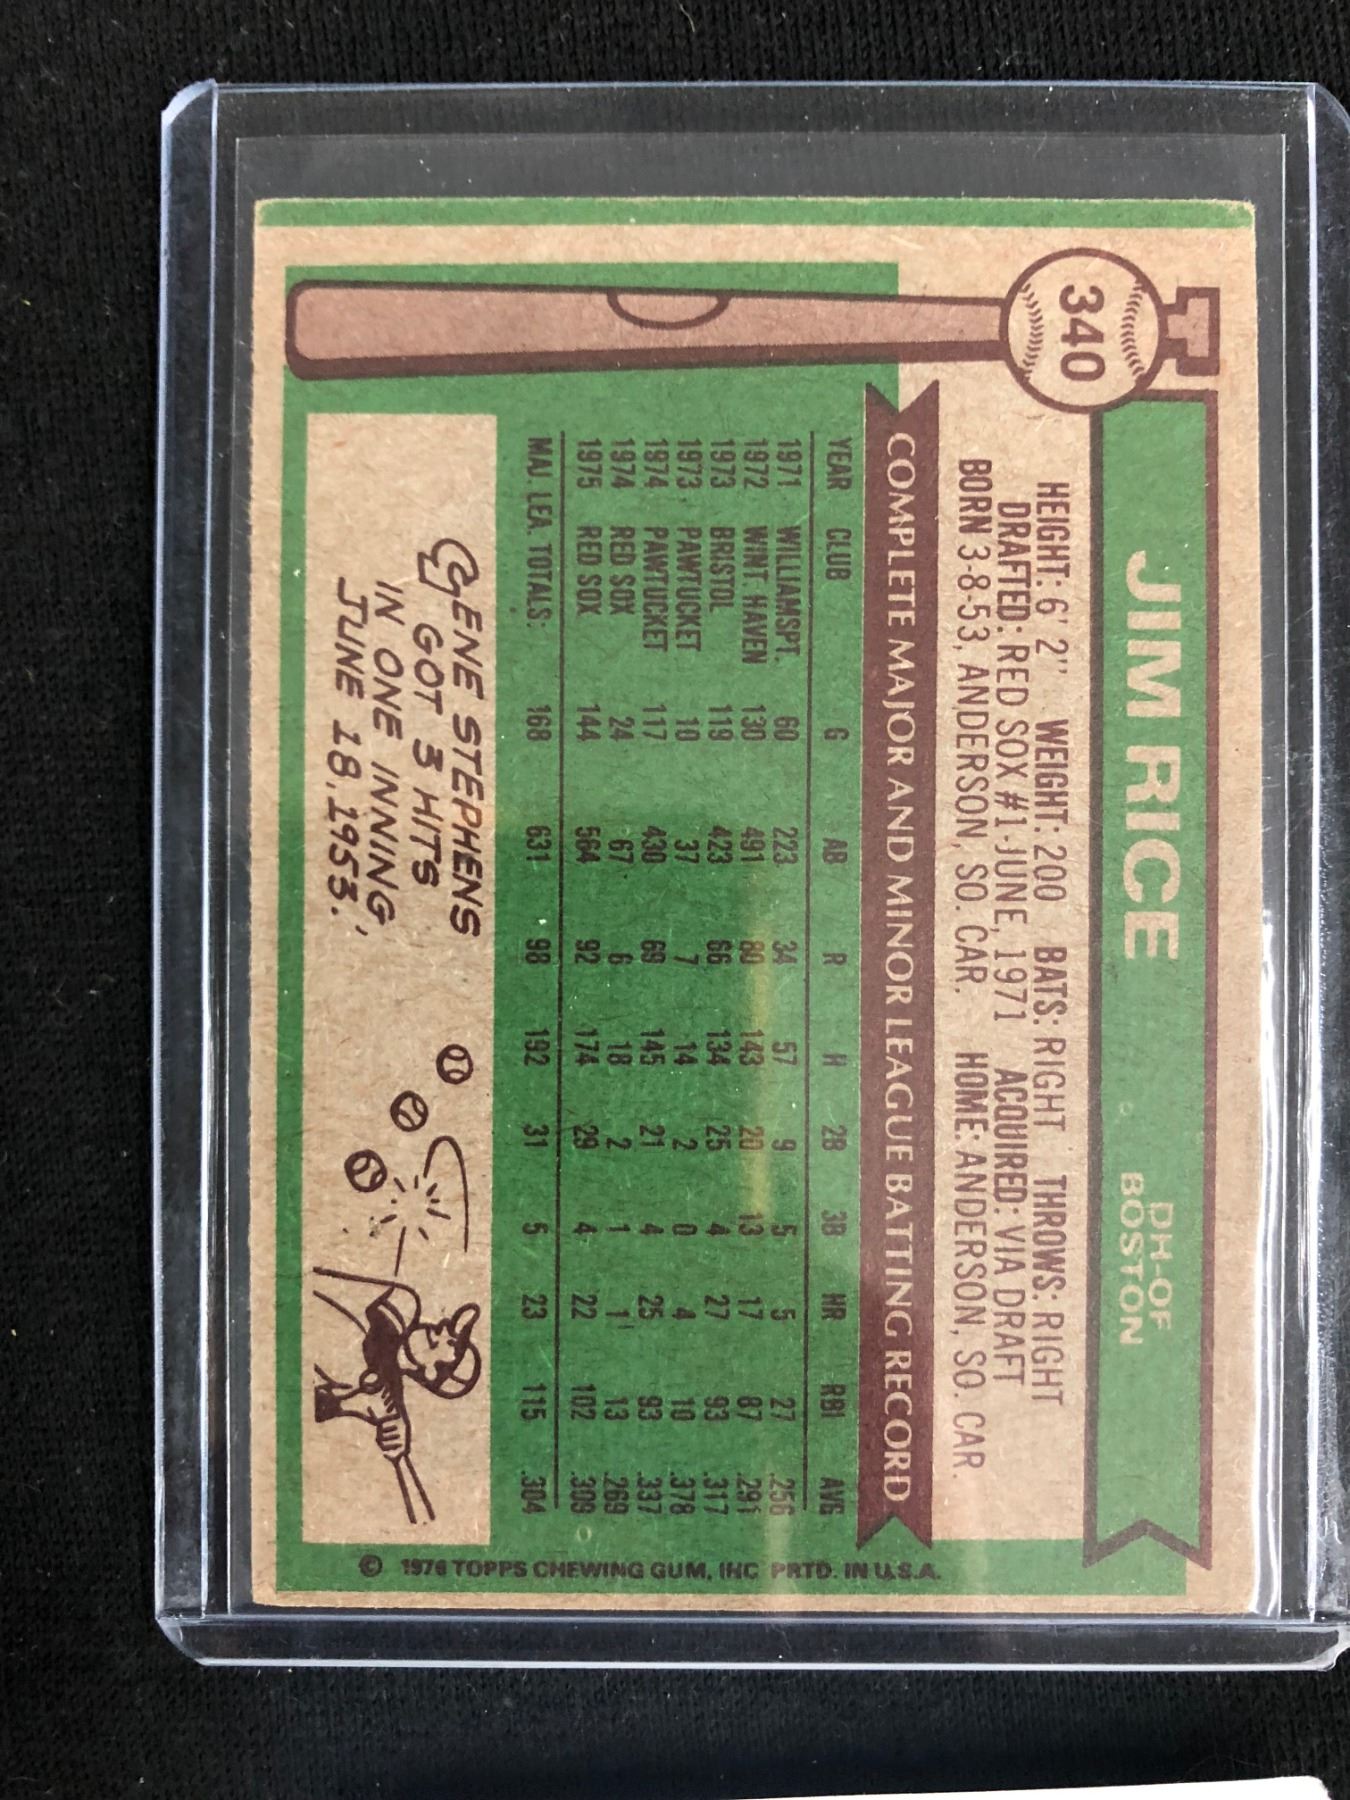 340
JIM RICE
DH-OF
BOSTON
HEIGHT: 6' 2" WEIGHT: 200 BATS: RIGHT THROWS: RIGHT
DRAFTED: RED SOX #1-JUNE, 1971 ACQUIRED: VIA DRAFT
BORN 3-8-53, ANDERSON, SO. CAR. HOME: ANDERSON, SO. CAR.
COMPLETE MAJOR AND MINOR LEAGUE BATTING RECORD
YEAR CLUB G AB R H 2B 3B HR RBI AVG
1971 WILLIAMSPT. 60 223 34 57 9 5 5 27 .256
1972 WINT. HAVEN 130 491 80 143 20 13 17 87 .291
1973 BRISTOL 119 423 66 134 25 4 27 93 .317
1973 PAWTUCKET 10 37 7 14 2 0 4 10 .378
1974 PAWTUCKET 117 430 69 145 21 4 25 93 .337
1974 RED SOX 24 67 6 18 2 1 1 13 .269
1975 RED SOX 144 564 92 174 29 4 22 102 .309
MAJ. LEA. TOTALS: 168 631 98 192 31 5 23 115 .304
GENE STEPHENS
GOT 3 HITS
IN ONE INNING,
JUNE 18, 1953.
© 1976 TOPPS CHEWING GUM, INC PRTD. IN U.S.A.